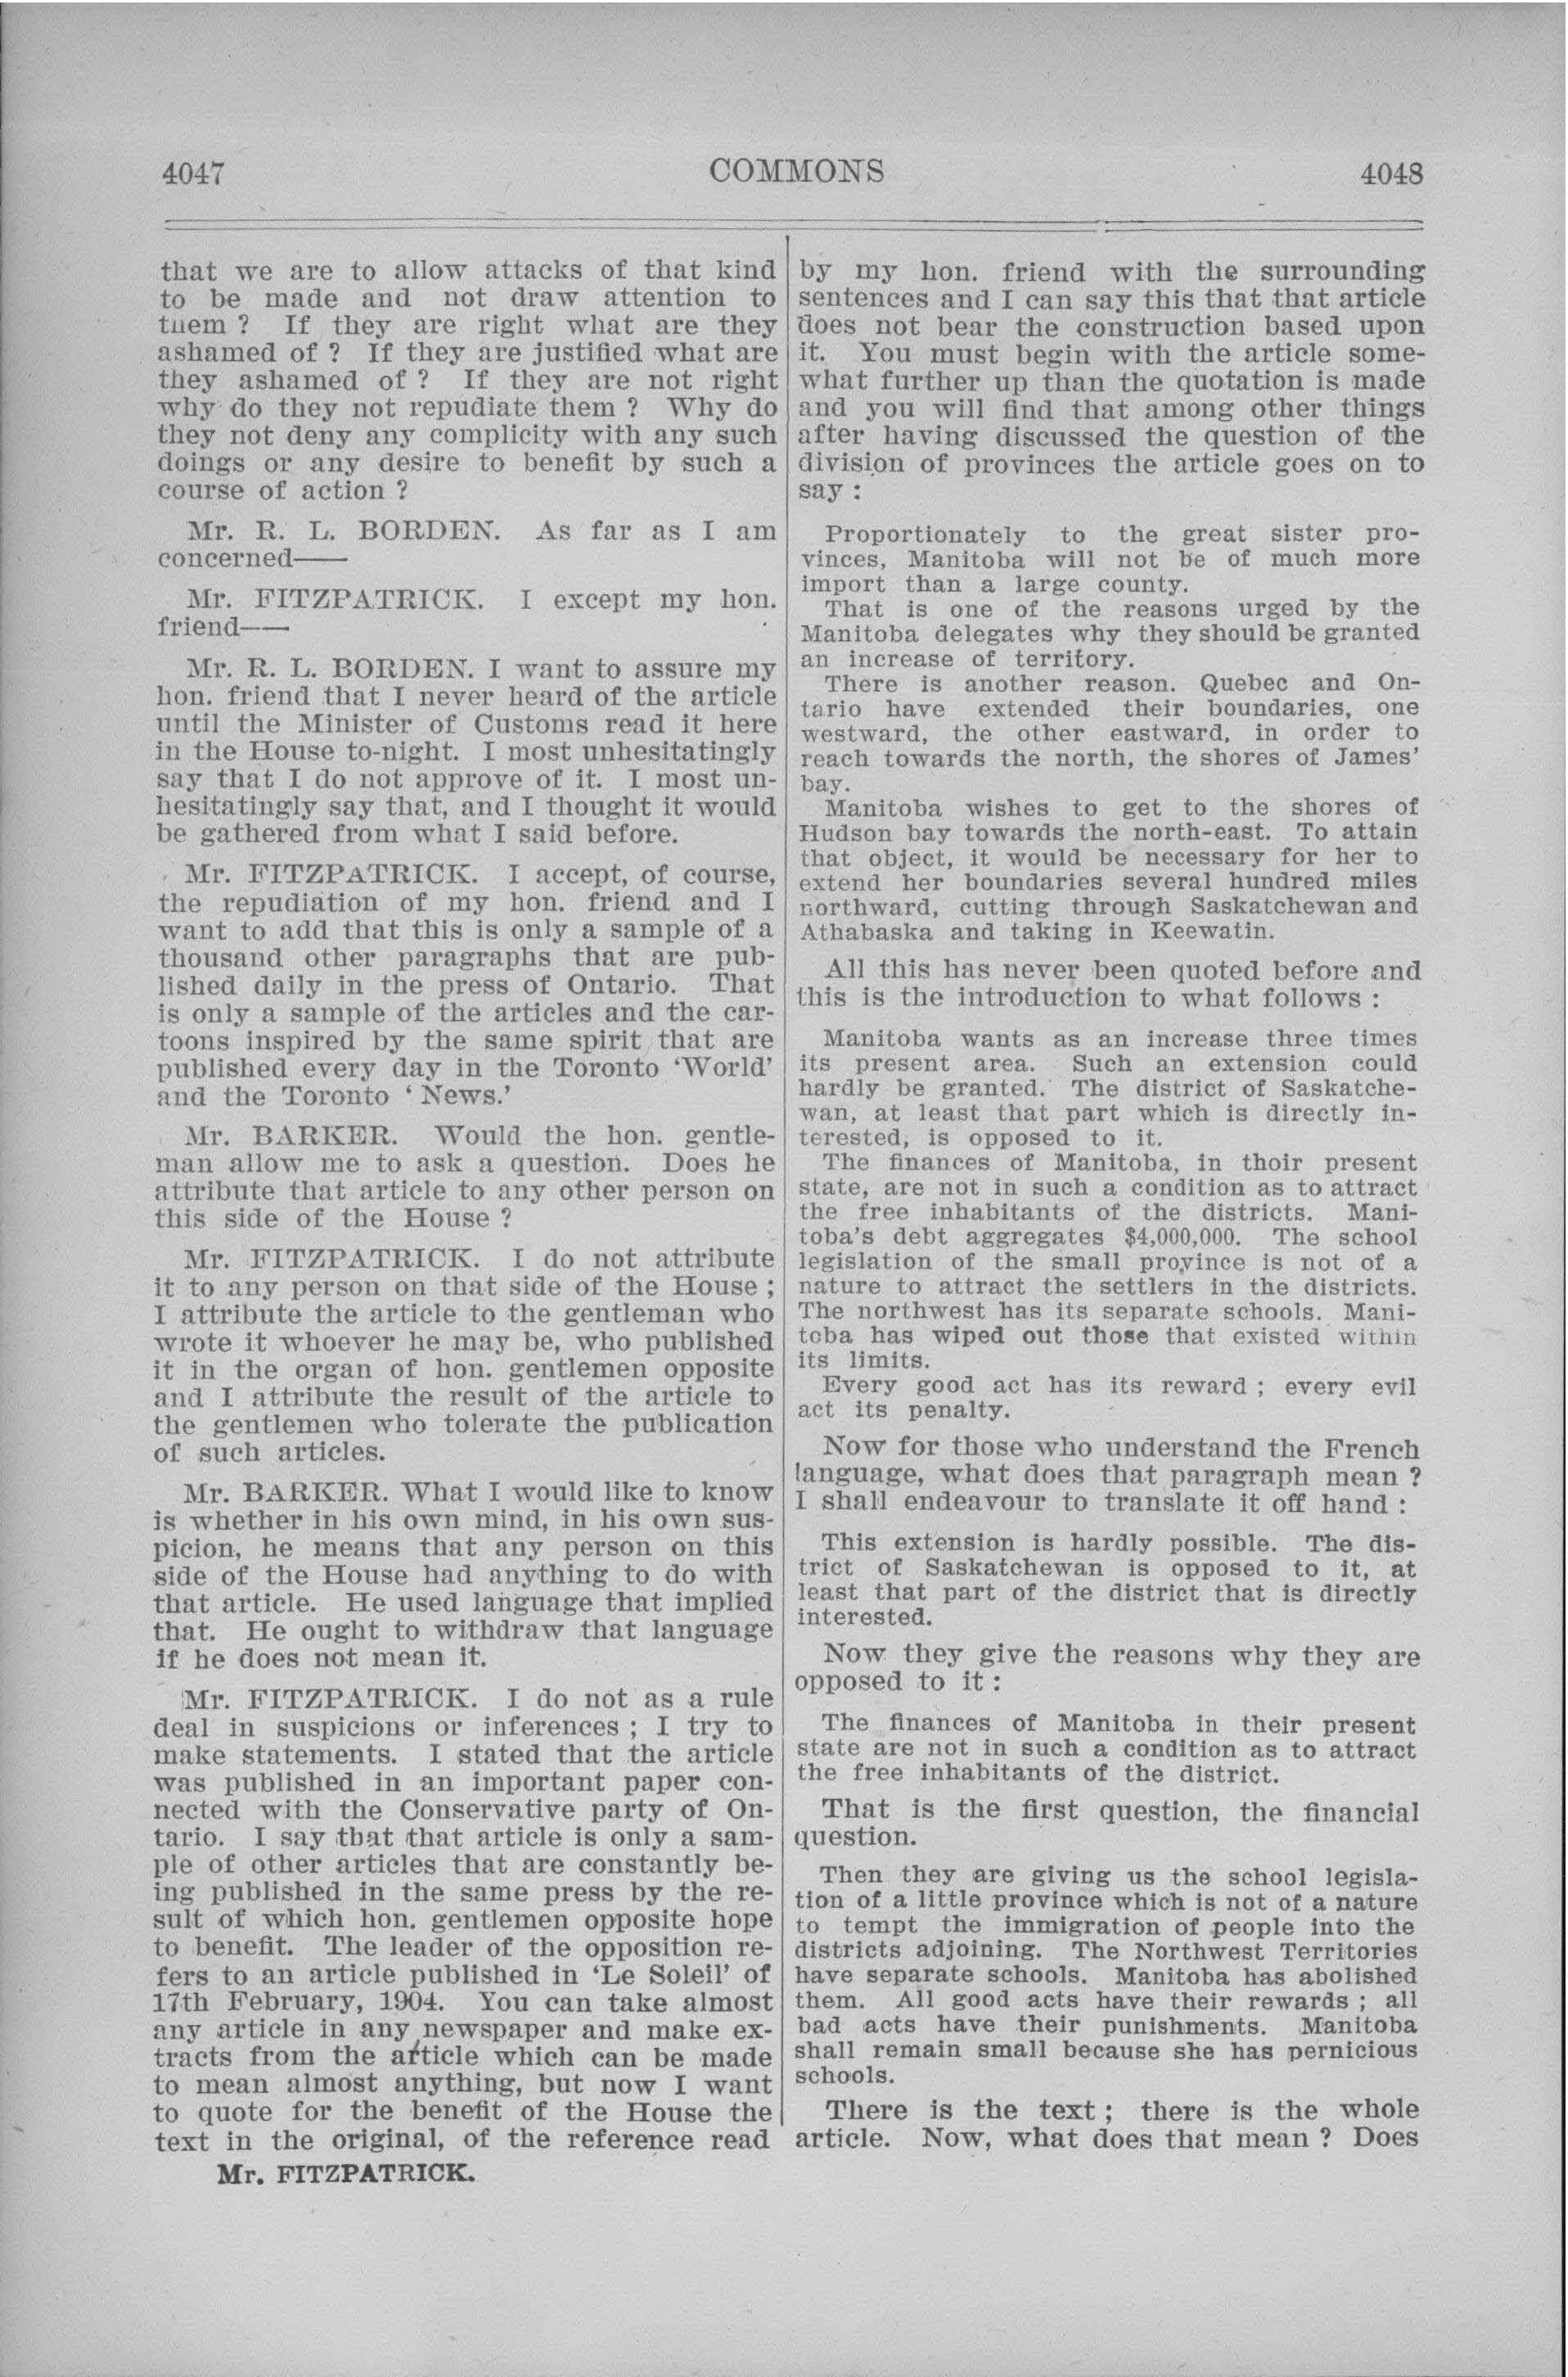 4047 COMMONS 4048
that we are to allow attacks of that kind
to be made and not draw attention to
tuem ? If they are right what are they
ashamed of ? If they are justified what are
they ashamed of ? If they are not right
why do they not repudiate them ? Why do
they not deny any complicity with any such
doings or any desire to benefit by such a
course of action ?
Mr. R. L. BORDEN. As far as I am
concerned——
Mr. FITZPATRICK. I except my hon.
friend——
Mr. R. L. BORDEN. I want to assure my
hon. friend that I never heard of the article
until the Minister of Customs read it here
in the House to-night. I most unhesitatingly
say that I do not approve of it. I most un-
hesitatingly say that, and I thought it would
be gathered from what I said before.
Mr. FITZPATRICK. I accept, of course,
the repudiation of my hon. friend and I
want to add that this is only a sample of a
thousand other paragraphs that are pub-
lished daily in the press of Ontario. That
is only a sample of the articles and the car-
toons inspired by the same spirit that are
published every day in the Toronto ‘World’
and the Toronto ‘ News.’
Mr. BARKER. Would the hon. gentle-
man allow me to ask a question. Does he
attribute that article to any other person on
this side of the House ?
Mr. FITZPATRICK. I do not attribute
it to any person on that side of the House ;
I attribute the article to the gentleman who
wrote it whoever he may be, who published
it in the organ of hon. gentlemen opposite
and I attribute the result of the article to
the gentlemen who tolerate the publication
of such articles.
Mr. BARKER. What I would like to know
is whether in his own mind, in his own sus-
picion, he means that any person on this
side of the House had anything to do with
that article. He used language that implied
that. He ought to withdraw that language
if he does not mean it.
Mr. FITZPATRICK. I do not as a rule
deal in suspicions or inferences ; I try to
make statements. I stated that the article
was published in an important paper con-
nected with the Conservative party of On-
tario. I say that that article is only a sam-
ple of other articles that are constantly be-
ing published in the same press by the re-
sult of which hon. gentlemen opposite hope
to benefit. The leader of the opposition re-
fers to an article published in ‘Le Soleil’ of
17th February, 1904. You can take almost
any article in any newspaper and make ex-
tracts from the article which can be made
to mean almost anything, but now I want
to quote for the benefit of the House the
text in the original, of the reference read
Mr. FITZPATRICK.
by my hon. friend with the surrounding
sentences and I can say this that that article
does not bear the construction based upon
it. You must begin with the article some-
what further up than the quotation is made
and you will find that among other things
after having discussed the question of the
division of provinces the article goes on to
say :
Proportionately to the great sister pro-
vinces, Manitoba will not be of much more
import than a large county.
That is one of the reasons urged by the
Manitoba delegates why they should be granted
an increase of territory.
There is another reason. Quebec and On-
tario have extended their boundaries, one
westward, the other eastward, in order to
reach towards the north, the shores of James’
bay.
Manitoba wishes to get to the shores of
Hudson bay towards the north-east. To attain
that object, it would be necessary for her to
extend her boundaries several hundred miles
northward, cutting through Saskatchewan and
Athabaska and taking in Keewatin.
All this has never been quoted before and
this is the introduction to what follows :
Manitoba wants as an increase three times
its present area. Such an extension could
hardly be granted. The district of Saskatche-
wan, at least that part which is directly in-
terested, is opposed to it.
The finances of Manitoba, in thoir present
state, are not in such a condition as to attract
the free inhabitants of the districts. Mani-
toba’s debt aggregates $4,000,000. The school
legislation of the small province is not of a
nature to attract the settlers in the districts.
The northwest has its separate schools. Mani-
toba has wiped out those that existed within
its limits.
Every good act has its reward ; every evil
act its penalty.
Now for those who understand the French
language, what does that paragraph mean ?
I shall endeavour to translate it off hand :
This extension is hardly possible. The dis-
trict of Saskatchewan is opposed to it, at
least that part of the district that is directly
interested.
Now they give the reasons why they are
opposed to it :
The finances of Manitoba in their present
state are not in such a condition as to attract
the free inhabitants of the district.
That is the first question, the financial
question.
Then they are giving us the school legisla-
tion of a little province which is not of a nature
to tempt the immigration of people into the
districts adjoining. The Northwest Territories
have separate schools. Manitoba has abolished
them. All good acts have their rewards ; all
bad acts have their punishments. Manitoba
shall remain small because she has pernicious
schools.
There is the text ; there is the whole
article. Now, what does that mean ? Does